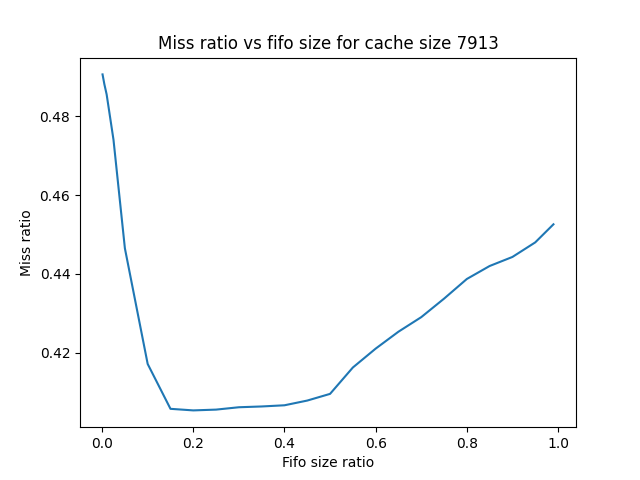 Miss ratio vs fifo size for cache size 7913
Miss ratio
0.48
0.46
0.44
0.42
0.0 0.2 0.4 0.6 0.8 1.0
Fifo size ratio